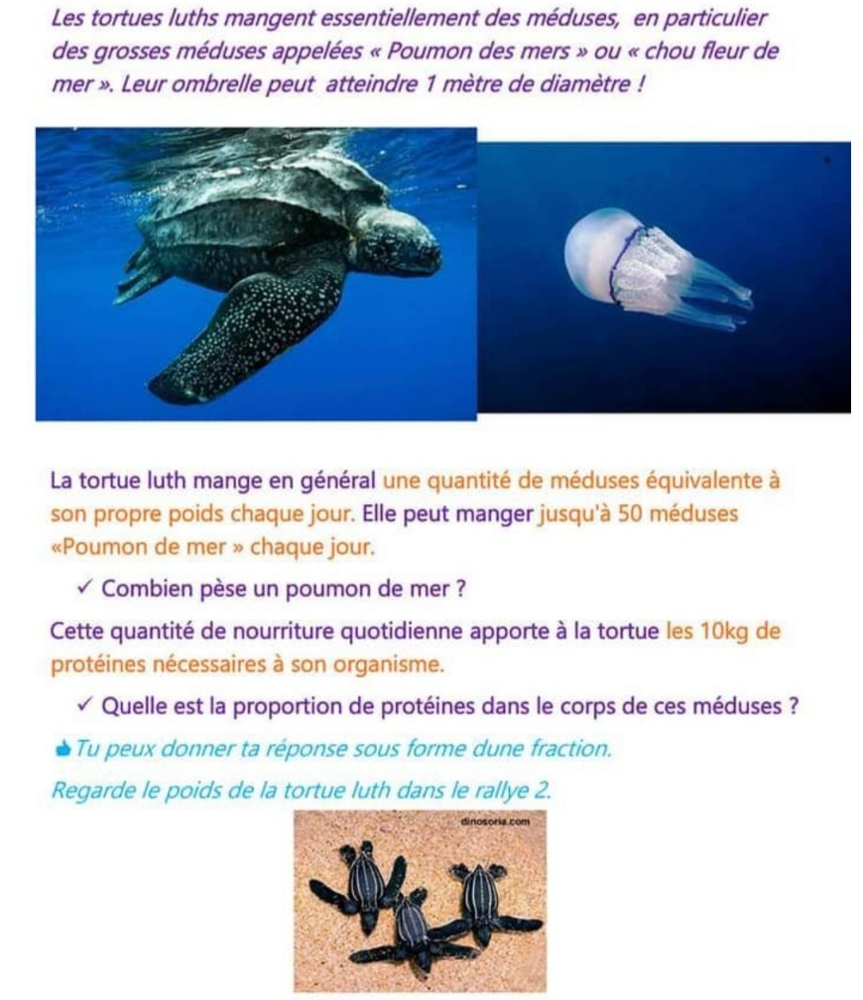 Les tortues luths mangent essentiellement des méduses, en particulier
des grosses méduses appelées « Poumon des mers » ou « chou fleur de
mer ». Leur ombrelle peut atteindre 1 mètre de diamètre !
La tortue luth mange en général une quantité de méduses équivalente à
son propre poids chaque jour. Elle peut manger jusqu'à 50 méduses
«Poumon de mer » chaque jour.
✓ Combien pèse un poumon de mer ?
Cette quantité de nourriture quotidienne apporte à la tortue les 10kg de
protéines nécessaires à son organisme.
✓ Quelle est la proportion de protéines dans le corps de ces méduses ?
Tu peux donner ta réponse sous forme dune fraction.
Regarde le poids de la tortue luth dans le rallye 2.
dinosoria.com